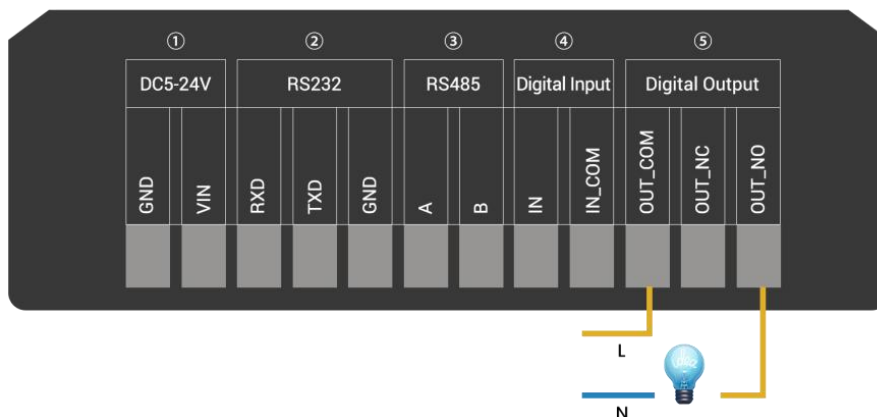 ① ② ③ ④ ⑤
DC5-24V RS232 RS485 Digital Input Digital Output
GND VIN RXD TXD GND A B IN IN_COM OUT_COM OUT_NC OUT_NO
L
Idea
N